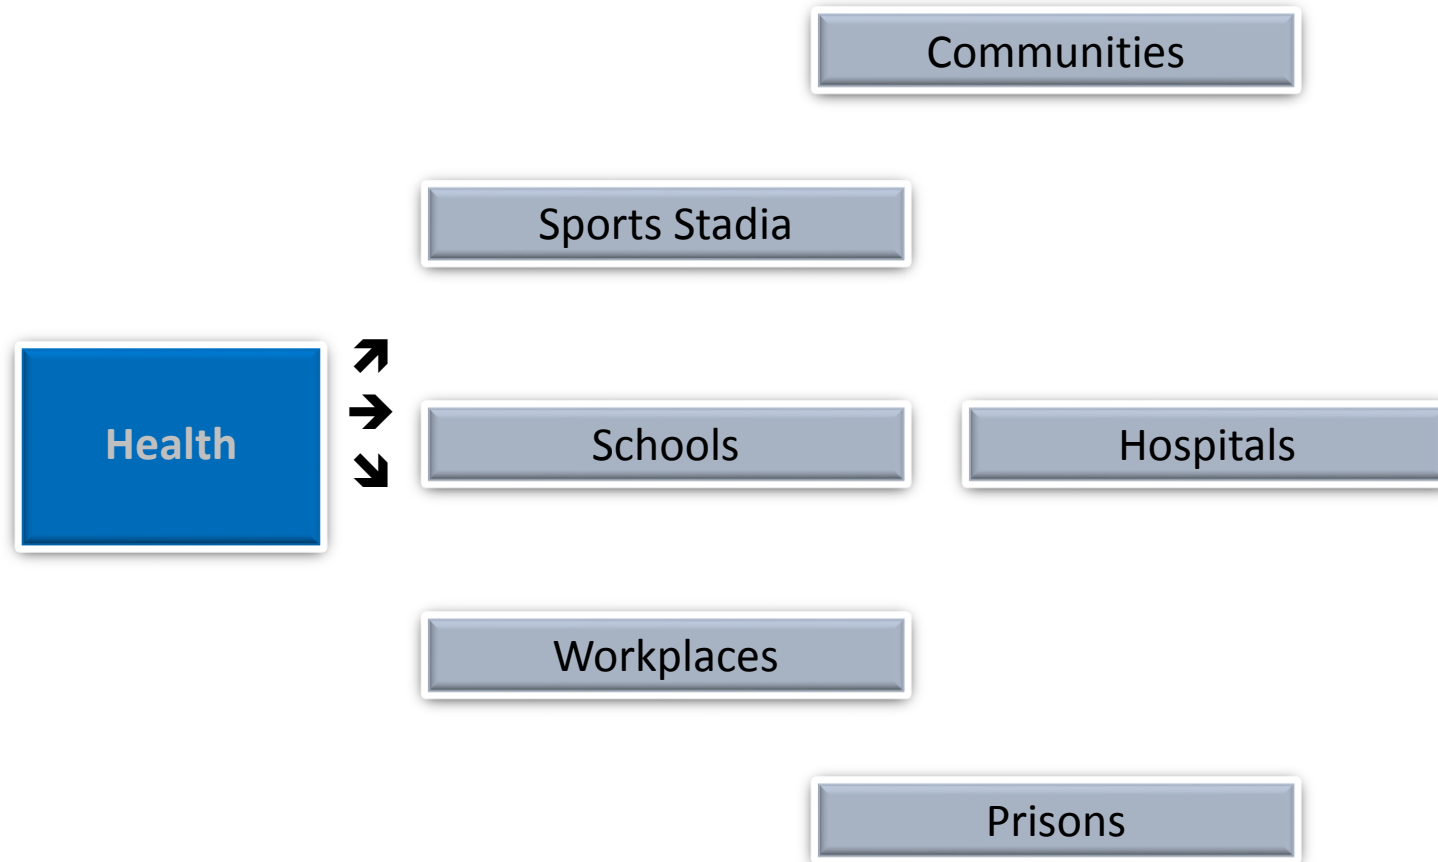 Communities
Sports Stadia
Health
Schools
Hospitals
Workplaces
Prisons